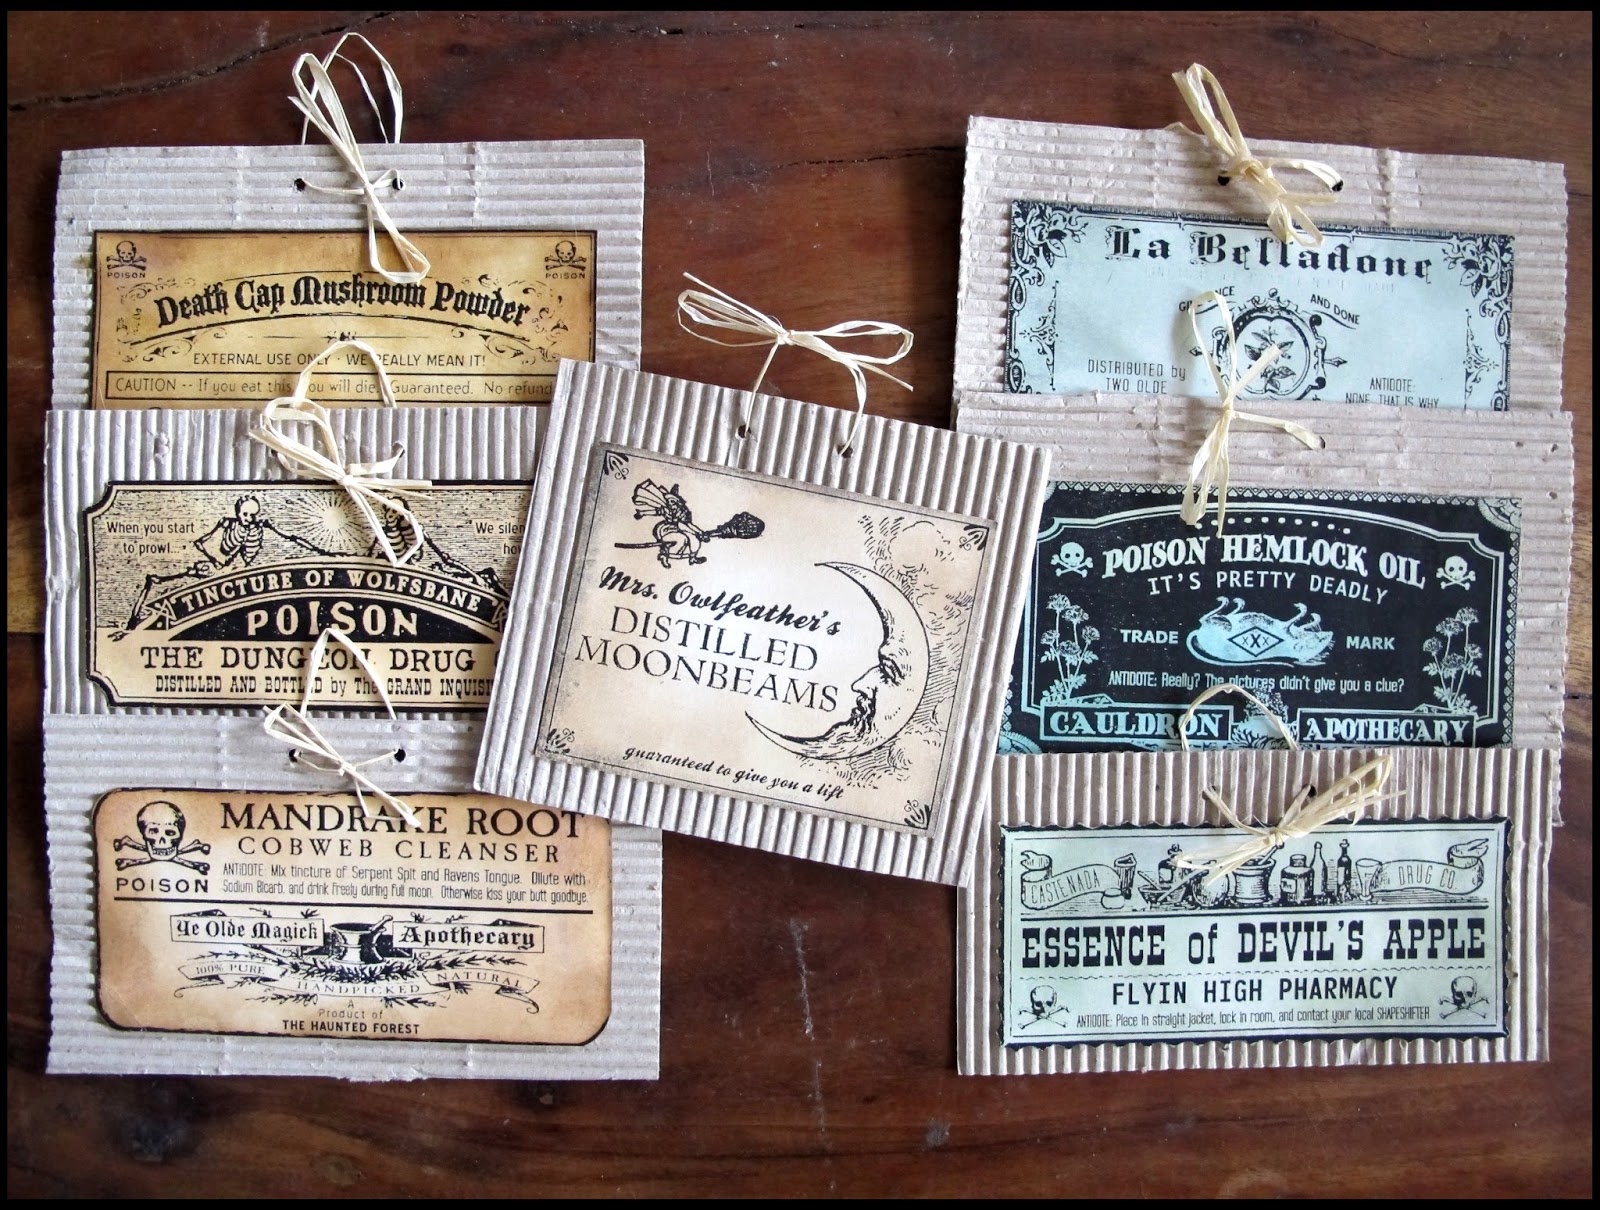 POISON
POISON
Death Cap Mushroom Powder
EXTERNAL USE ONLY - WE REALLY MEAN IT!
CAUTION -- If you eat this you will die. Guaranteed. No refund
When you start
to prowl...
"We silen
TINCTURE OF WOLFSBANE
POISON
THE DUNGEON DRUG
DISTILLED AND BOTTLED by The GRAND INQUIS
MANDRAKE ROOT
COBWEB CLEANSER
POISON
ANTIDOTE: Mix tincture of Serpent Spit and Ravens Tongue. Dilute with
Sodium Bicarb. and drink freely during full moon. Otherwise kiss your butt goodbye.
Ye Olde Magick Apothecary
100% PURE HANDPICKED NATURAL
A
Product of
THE HAUNTED FOREST
Mrs. Owlfeather's
DISTILLED
MOONBEAMS
guaranteed to give you a lift
La Belladone
AND DONE
DISTRIBUTED by
TWO OLDE
ANTIDOTE:
NONE, THAT IS WHY
POISON HEMLOCK OIL
IT'S PRETTY DEADLY
TRADE XXX MARK
ANTIDOTE: Really? The pictures didn't give you a clue?
CAULDRON APOTHECARY
CASTENADA DRUG CO.
ESSENCE of DEVIL'S APPLE
FLYIN HIGH PHARMACY
ANTIDOTE: Place in straight jacket, lock in room, and contact your local SHAPESHIFTER